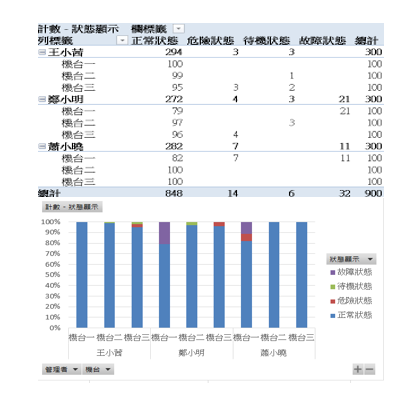 計數 - 狀態顯示 欄標籤
列標籤 正常狀態 危險狀態 待機狀態 故障狀態 總計
王小茵 294 3 3 300
機台一 100 100
機台二 99 1 100
機台三 95 3 2 100
鄭小明 272 4 3 21 300
機台一 79 21 100
機台二 97 3 100
機台三 96 4 100
蕭小曉 282 7 11 300
機台一 82 7 11 100
機台二 100 100
機台三 100 100
總計 848 14 6 32 900
計數 - 狀態顯示
100%
90%
80%
70%
60%
50%
40%
30%
20%
10%
0%
狀態顯示
故障狀態
待機狀態
危險狀態
正常狀態
機台一 機台二 機台三 機台一 機台二 機台三 機台一 機台二 機台三
王小茵 鄭小明 蕭小曉
管理者 機台